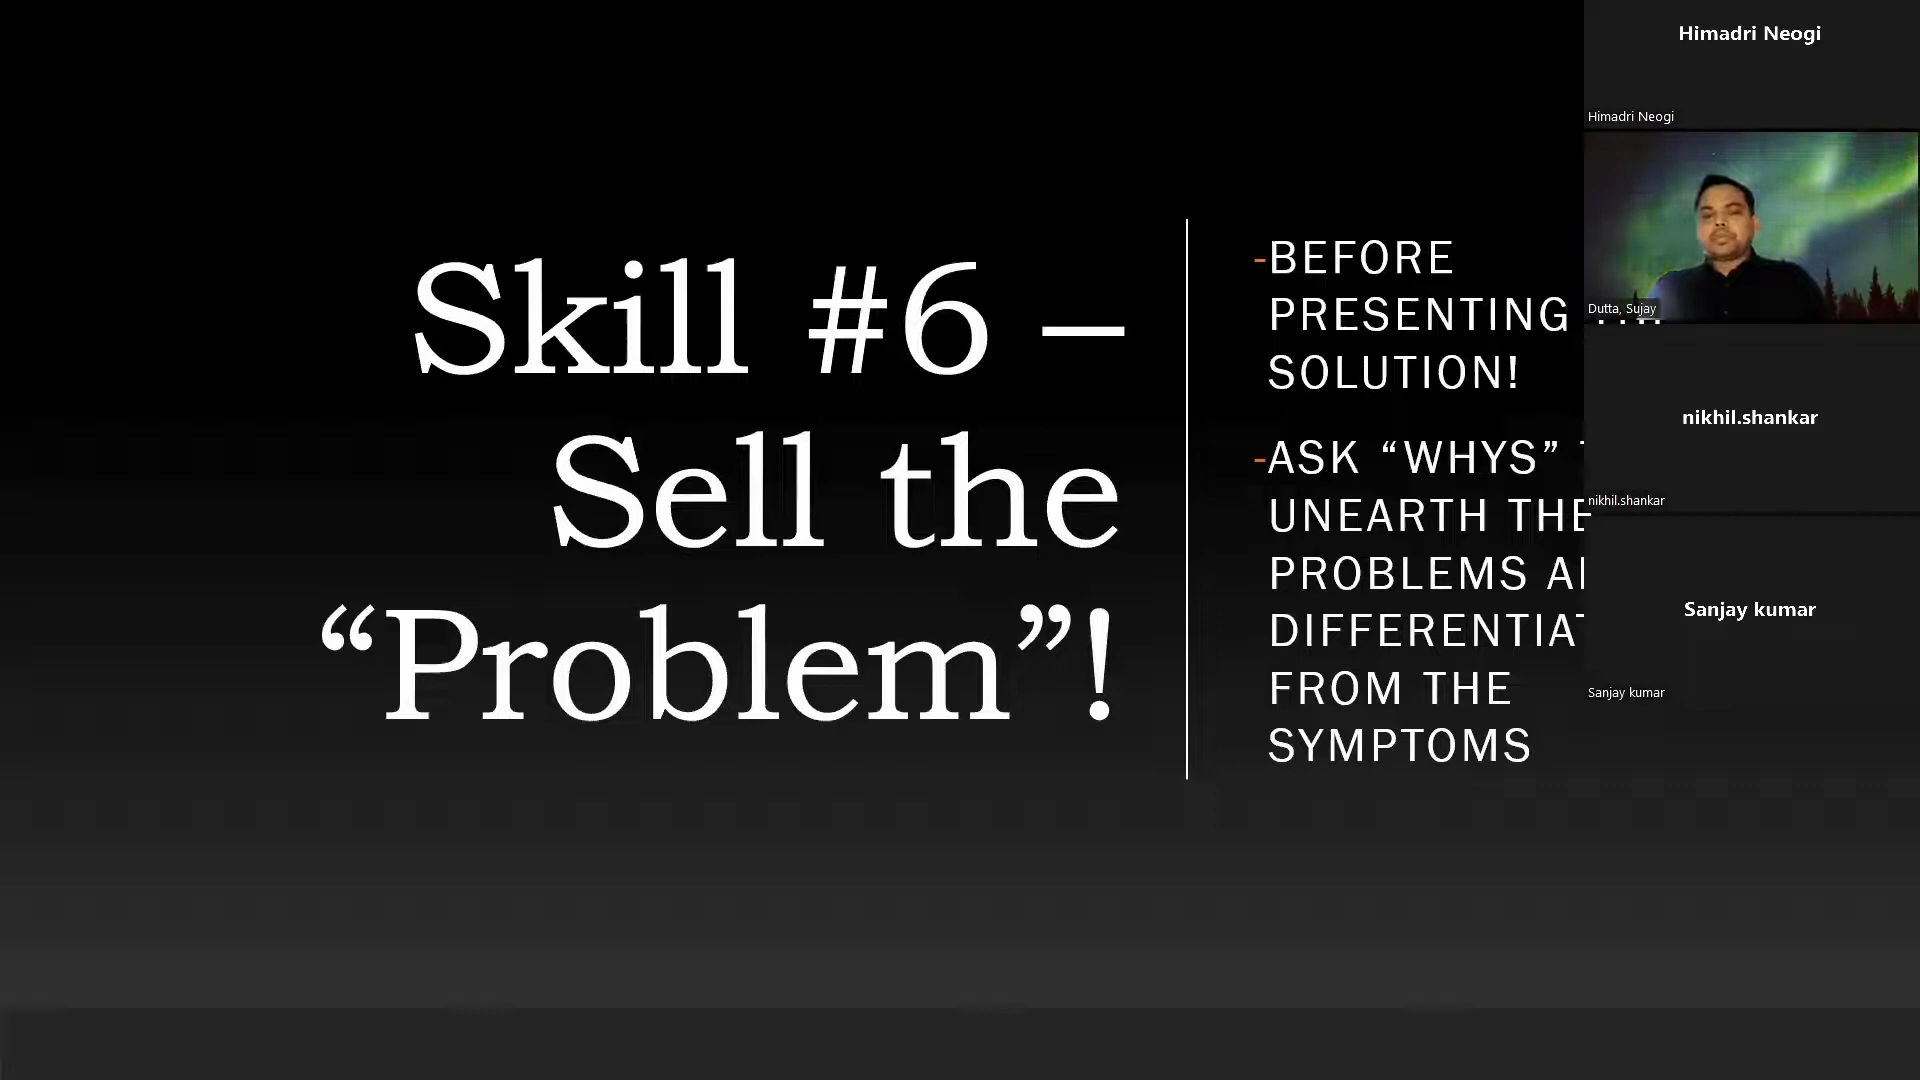 Skill #6 –
Sell the
“Problem”!
-BEFORE
PRESENTING
SOLUTION!
-ASK “WHYS”
UNEARTH THE
PROBLEMS
DIFFERENTIAT
FROM THE
SYMPTOMS
Himadri Neogi
Himadri Neogi
Dutta, Sujay
nikhil.shankar
nikhil.shankar
Sanjay kumar
Sanjay kumar